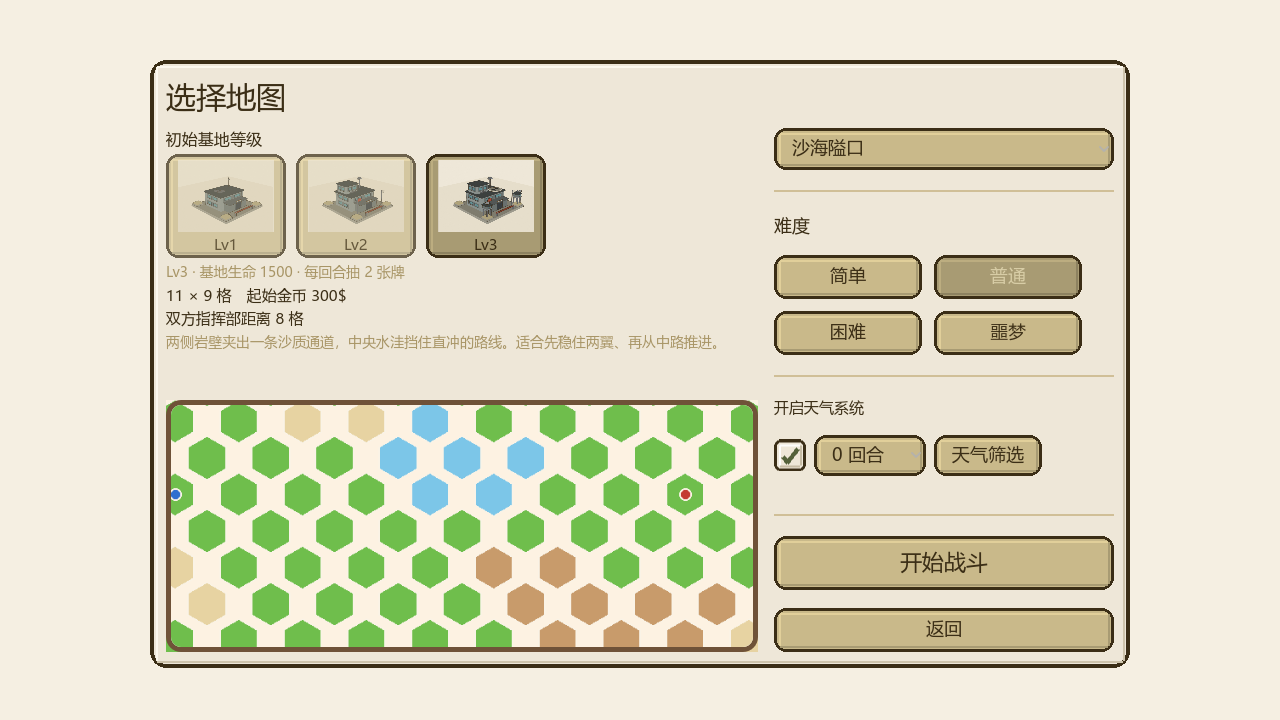 选择地图
初始基地等级
Lv1
Lv2
Lv3
Lv3 · 基地生命 1500 · 每回合抽 2 张牌
11 × 9 格 起始金币 300$
双方指挥部距离 8 格
两侧岩壁夹出一条沙质通道，中央水洼挡住直冲的路线。适合先稳住两翼、再从中路推进。
沙海隘口
难度
简单
普通
困难
噩梦
开启天气系统
0 回合
天气筛选
开始战斗
返回